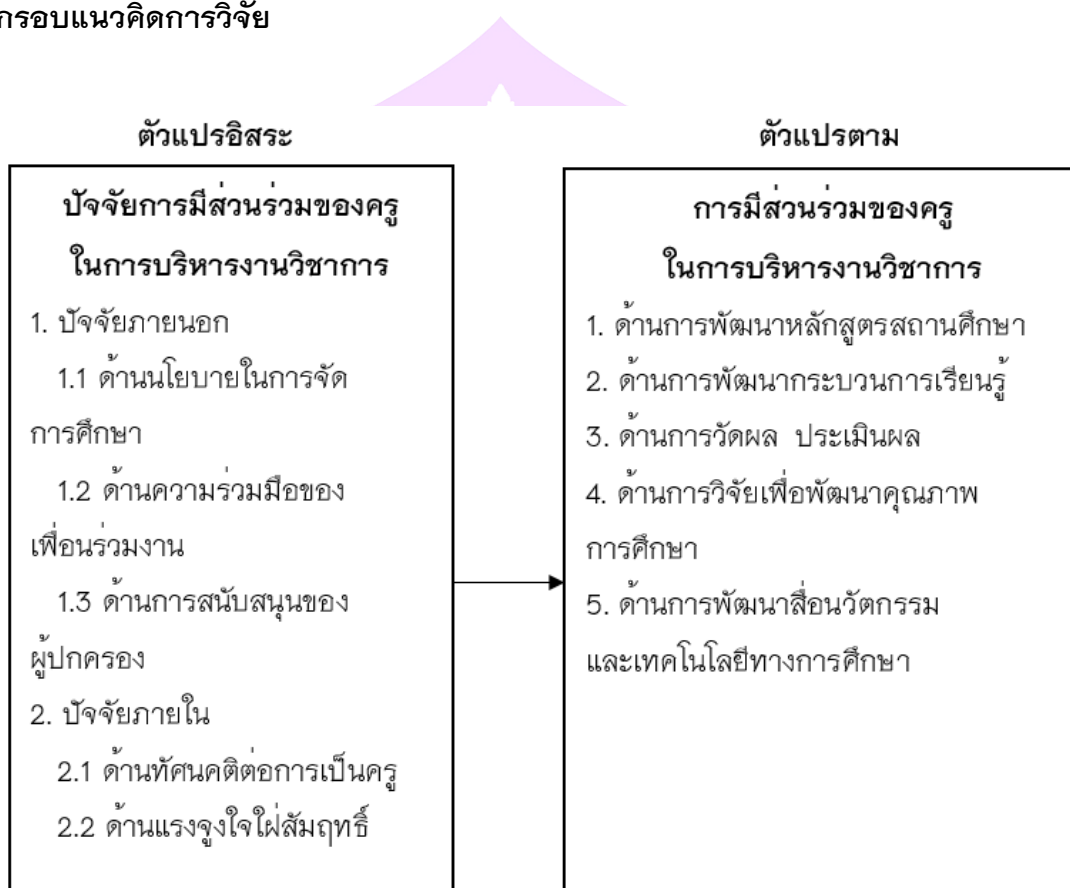 กรอบแนวคิดการวิจัย
ตัวแปรอิสระ
ปัจจัยการมีส่วนร่วมของครู
ในการบริหารงานวิชาการ
1. ปัจจัยภายนอก
1.1 ด้านนโยบายในการจัด
การศึกษา
1.2 ด้านความร่วมมือของ
เพื่อนร่วมงาน
1.3 ด้านการสนับสนุนของ
ผู้ปกครอง
2. ปัจจัยภายใน
2.1 ด้านทัศนคติต่อการเป็นครู
2.2 ด้านแรงจูงใจใฝ่สัมฤทธิ์
ตัวแปรตาม
การมีส่วนร่วมของครู
ในการบริหารงานวิชาการ
1. ด้านการพัฒนาหลักสูตรสถานศึกษา
2. ด้านการพัฒนากระบวนการเรียนรู้
3. ด้านการวัดผล ประเมินผล
4. ด้านการวิจัยเพื่อพัฒนาคุณภาพ
การศึกษา
5. ด้านการพัฒนาสื่อนวัตกรรม
และเทคโนโลยีทางการศึกษา